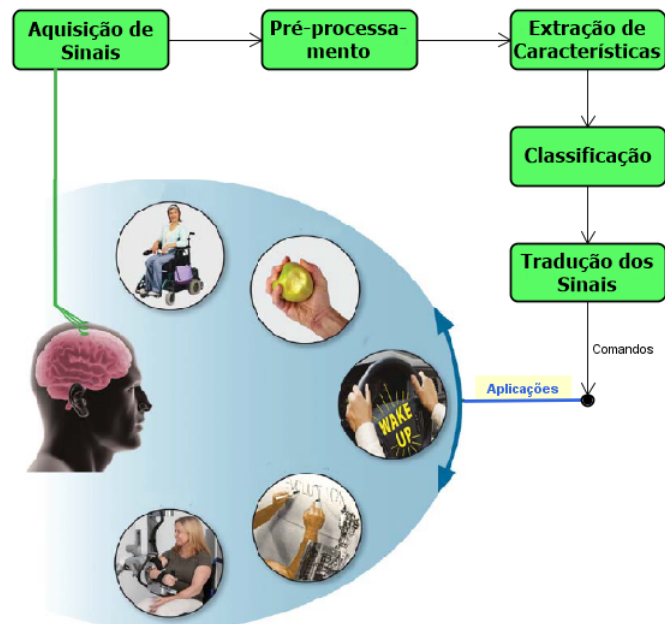 Aquisição de
Sinais
Pré-processa-
mento
Extração de
Características
Classificação
Tradução dos
Sinais
Comandos
Aplicações
WAKE
UP